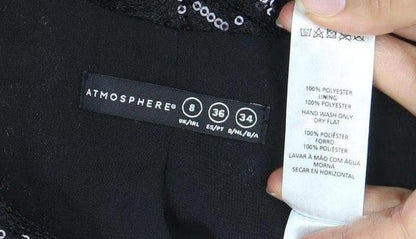 ATMOSPHERE® 8 36 34
UK/IRL ES/PT B/NL/D/A
100% POLYESTER
LINING
100% POLYESTER
HAND WASH ONLY
DRY FLAT
100% POLIÉSTER
FORRO
100% POLIÉSTER
LAVAR À MÃO COM ÁGUA
MORNA
SECAR EN HORIZONTAL